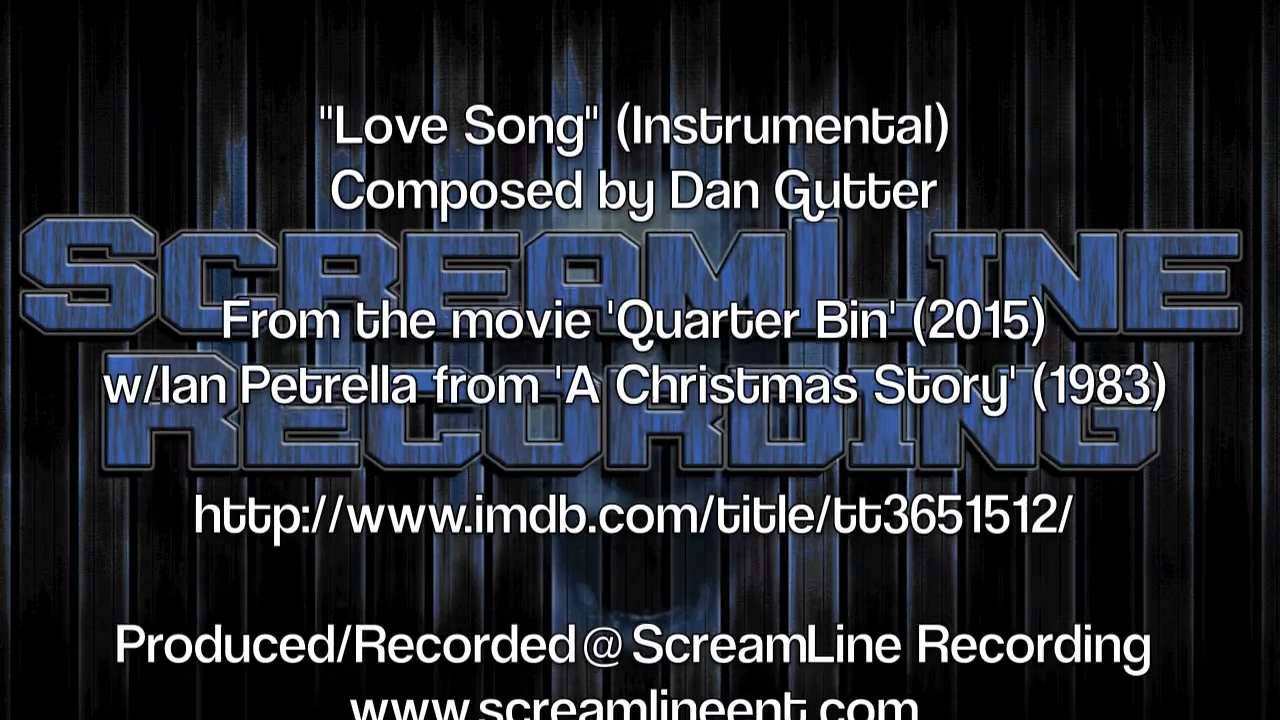 "Love Song" (Instrumental)
Composed by Dan Gutter
SCREAMLINE
From the movie 'Quarter Bin' (2015)
w/Ian Petrella from 'A Christmas Story' (1983)
RECORDING
http://www.imdb.com/title/tt3651512/
Produced/Recorded@ScreamLine Recording
www.screamlineent.com